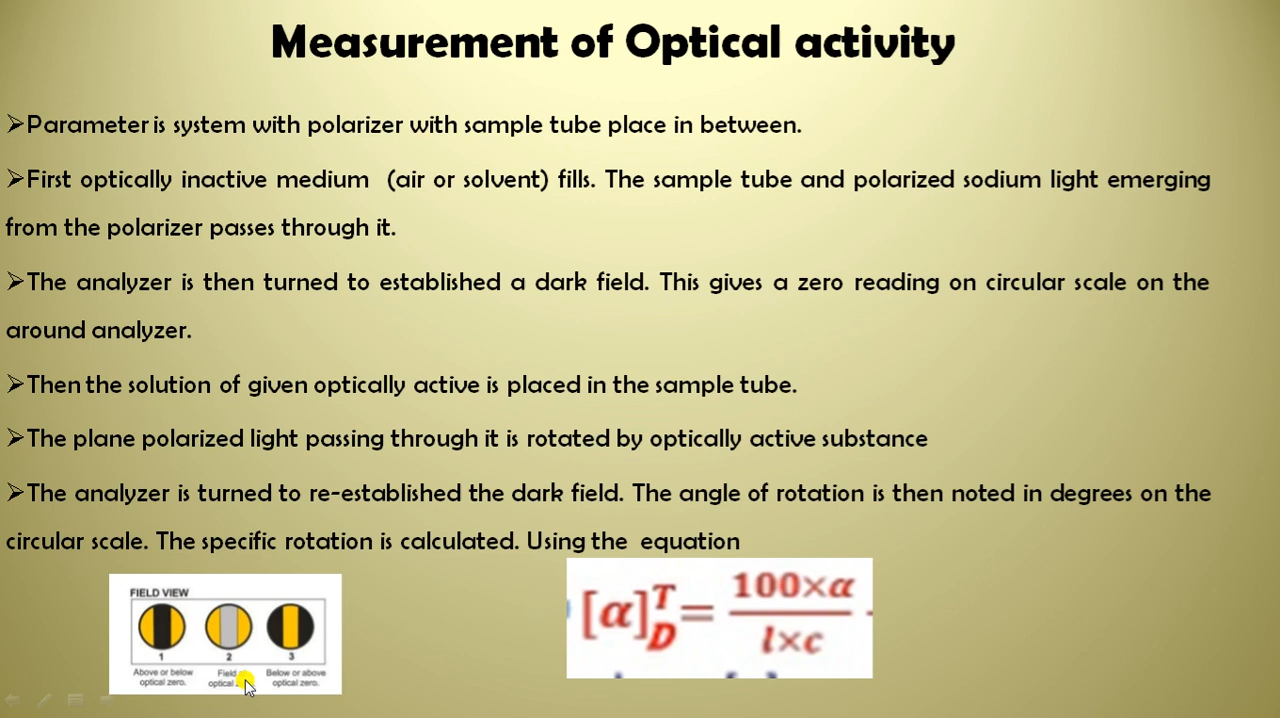 Measurement of Optical activity
➢Parameter is system with polarizer with sample tube place in between.
➢First optically inactive medium (air or solvent) fills. The sample tube and polarized sodium light emerging
from the polarizer passes through it.
➢The analyzer is then turned to established a dark field. This gives a zero reading on circular scale on the
around analyzer.
➢Then the solution of given optically active is placed in the sample tube.
➢The plane polarized light passing through it is rotated by optically active substance
➢The analyzer is turned to re-established the dark field. The angle of rotation is then noted in degrees on the
circular scale. The specific rotation is calculated. Using the equation
FIELD VIEW
1 2 3
Above or below Field Below or above
optical zero. optical optical zero.
[α]TD = 100×α / l×c